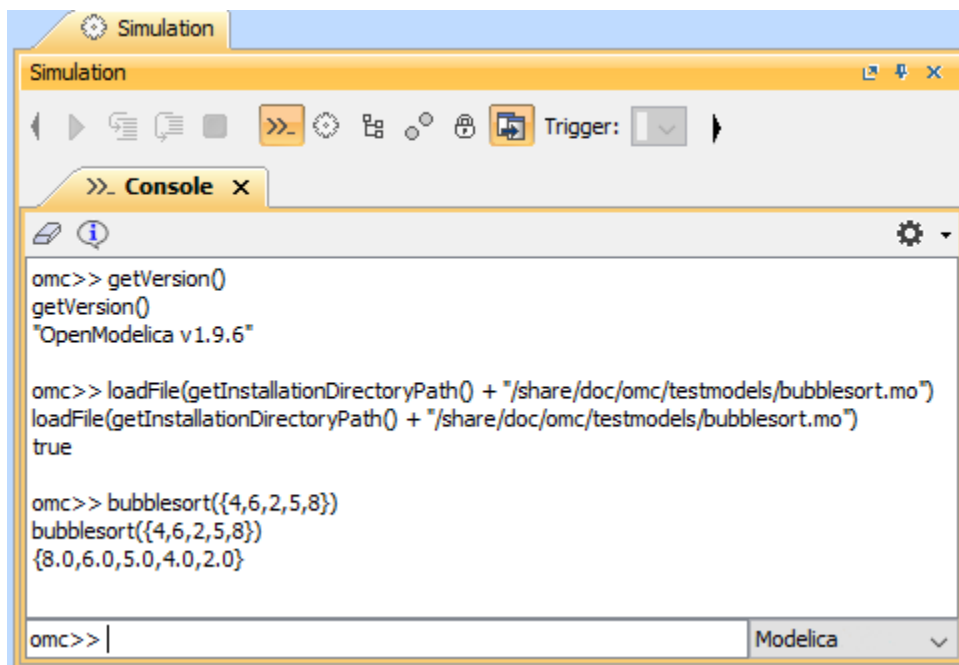 Simulation
Simulation
Trigger:
Console
omc>> getVersion()
getVersion()
"OpenModelica v1.9.6"
omc>> loadFile(getInstallationDirectoryPath() + "/share/doc/omc/testmodels/bubblesort.mo")
loadFile(getInstallationDirectoryPath() + "/share/doc/omc/testmodels/bubblesort.mo")
true
omc>> bubblesort({4,6,2,5,8})
bubblesort({4,6,2,5,8})
{8.0,6.0,5.0,4.0,2.0}
omc>>
Modelica